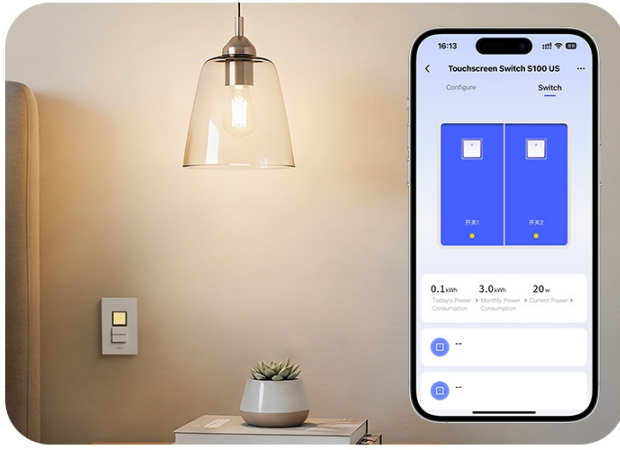 16:13
Touchscreen Switch S100 US
Configure
Switch
开关1
开关2
0.1kWh
3.0kWh
20w
Today's Power
Consumption
Monthly Power
Consumption
Current Power
--
--